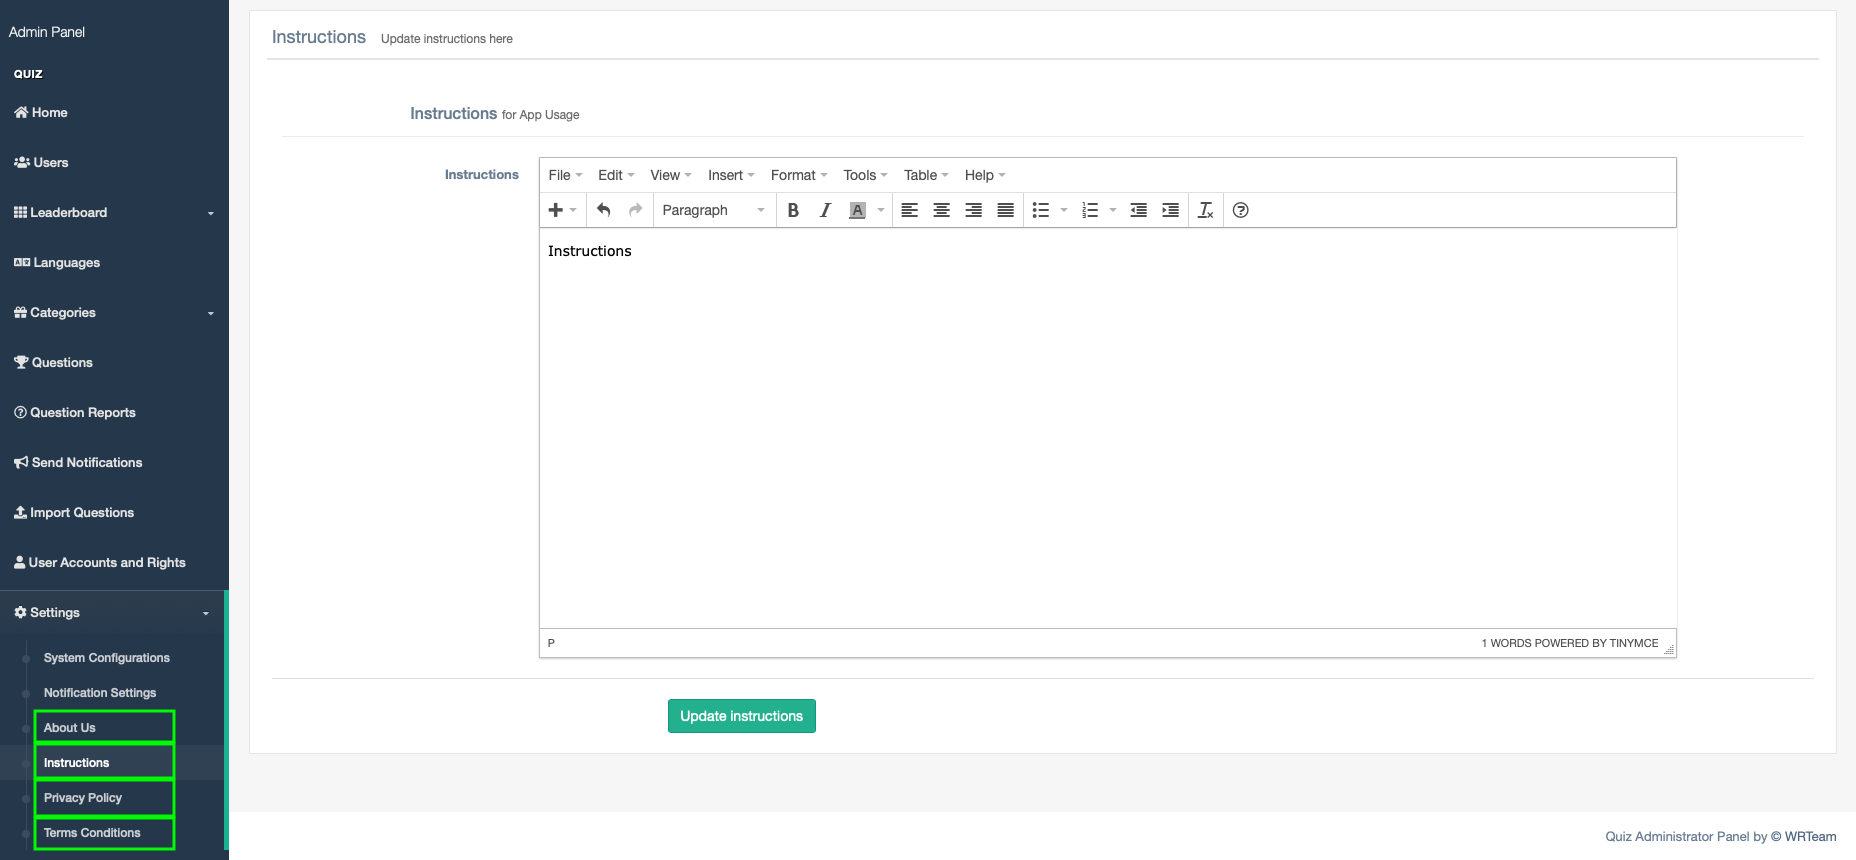 Admin Panel
QUIZ
Home
Users
Leaderboard
Languages
Categories
Questions
Question Reports
Send Notifications
Import Questions
User Accounts and Rights
Settings
System Configurations
Notification Settings
About Us
Instructions
Privacy Policy
Terms Conditions
Instructions Update instructions here
Instructions for App Usage
Instructions
File Edit View Insert Format Tools Table Help
Paragraph B I A
Instructions
P 1 WORDS POWERED BY TINYMCE
Update instructions
Quiz Administrator Panel by © WRTeam